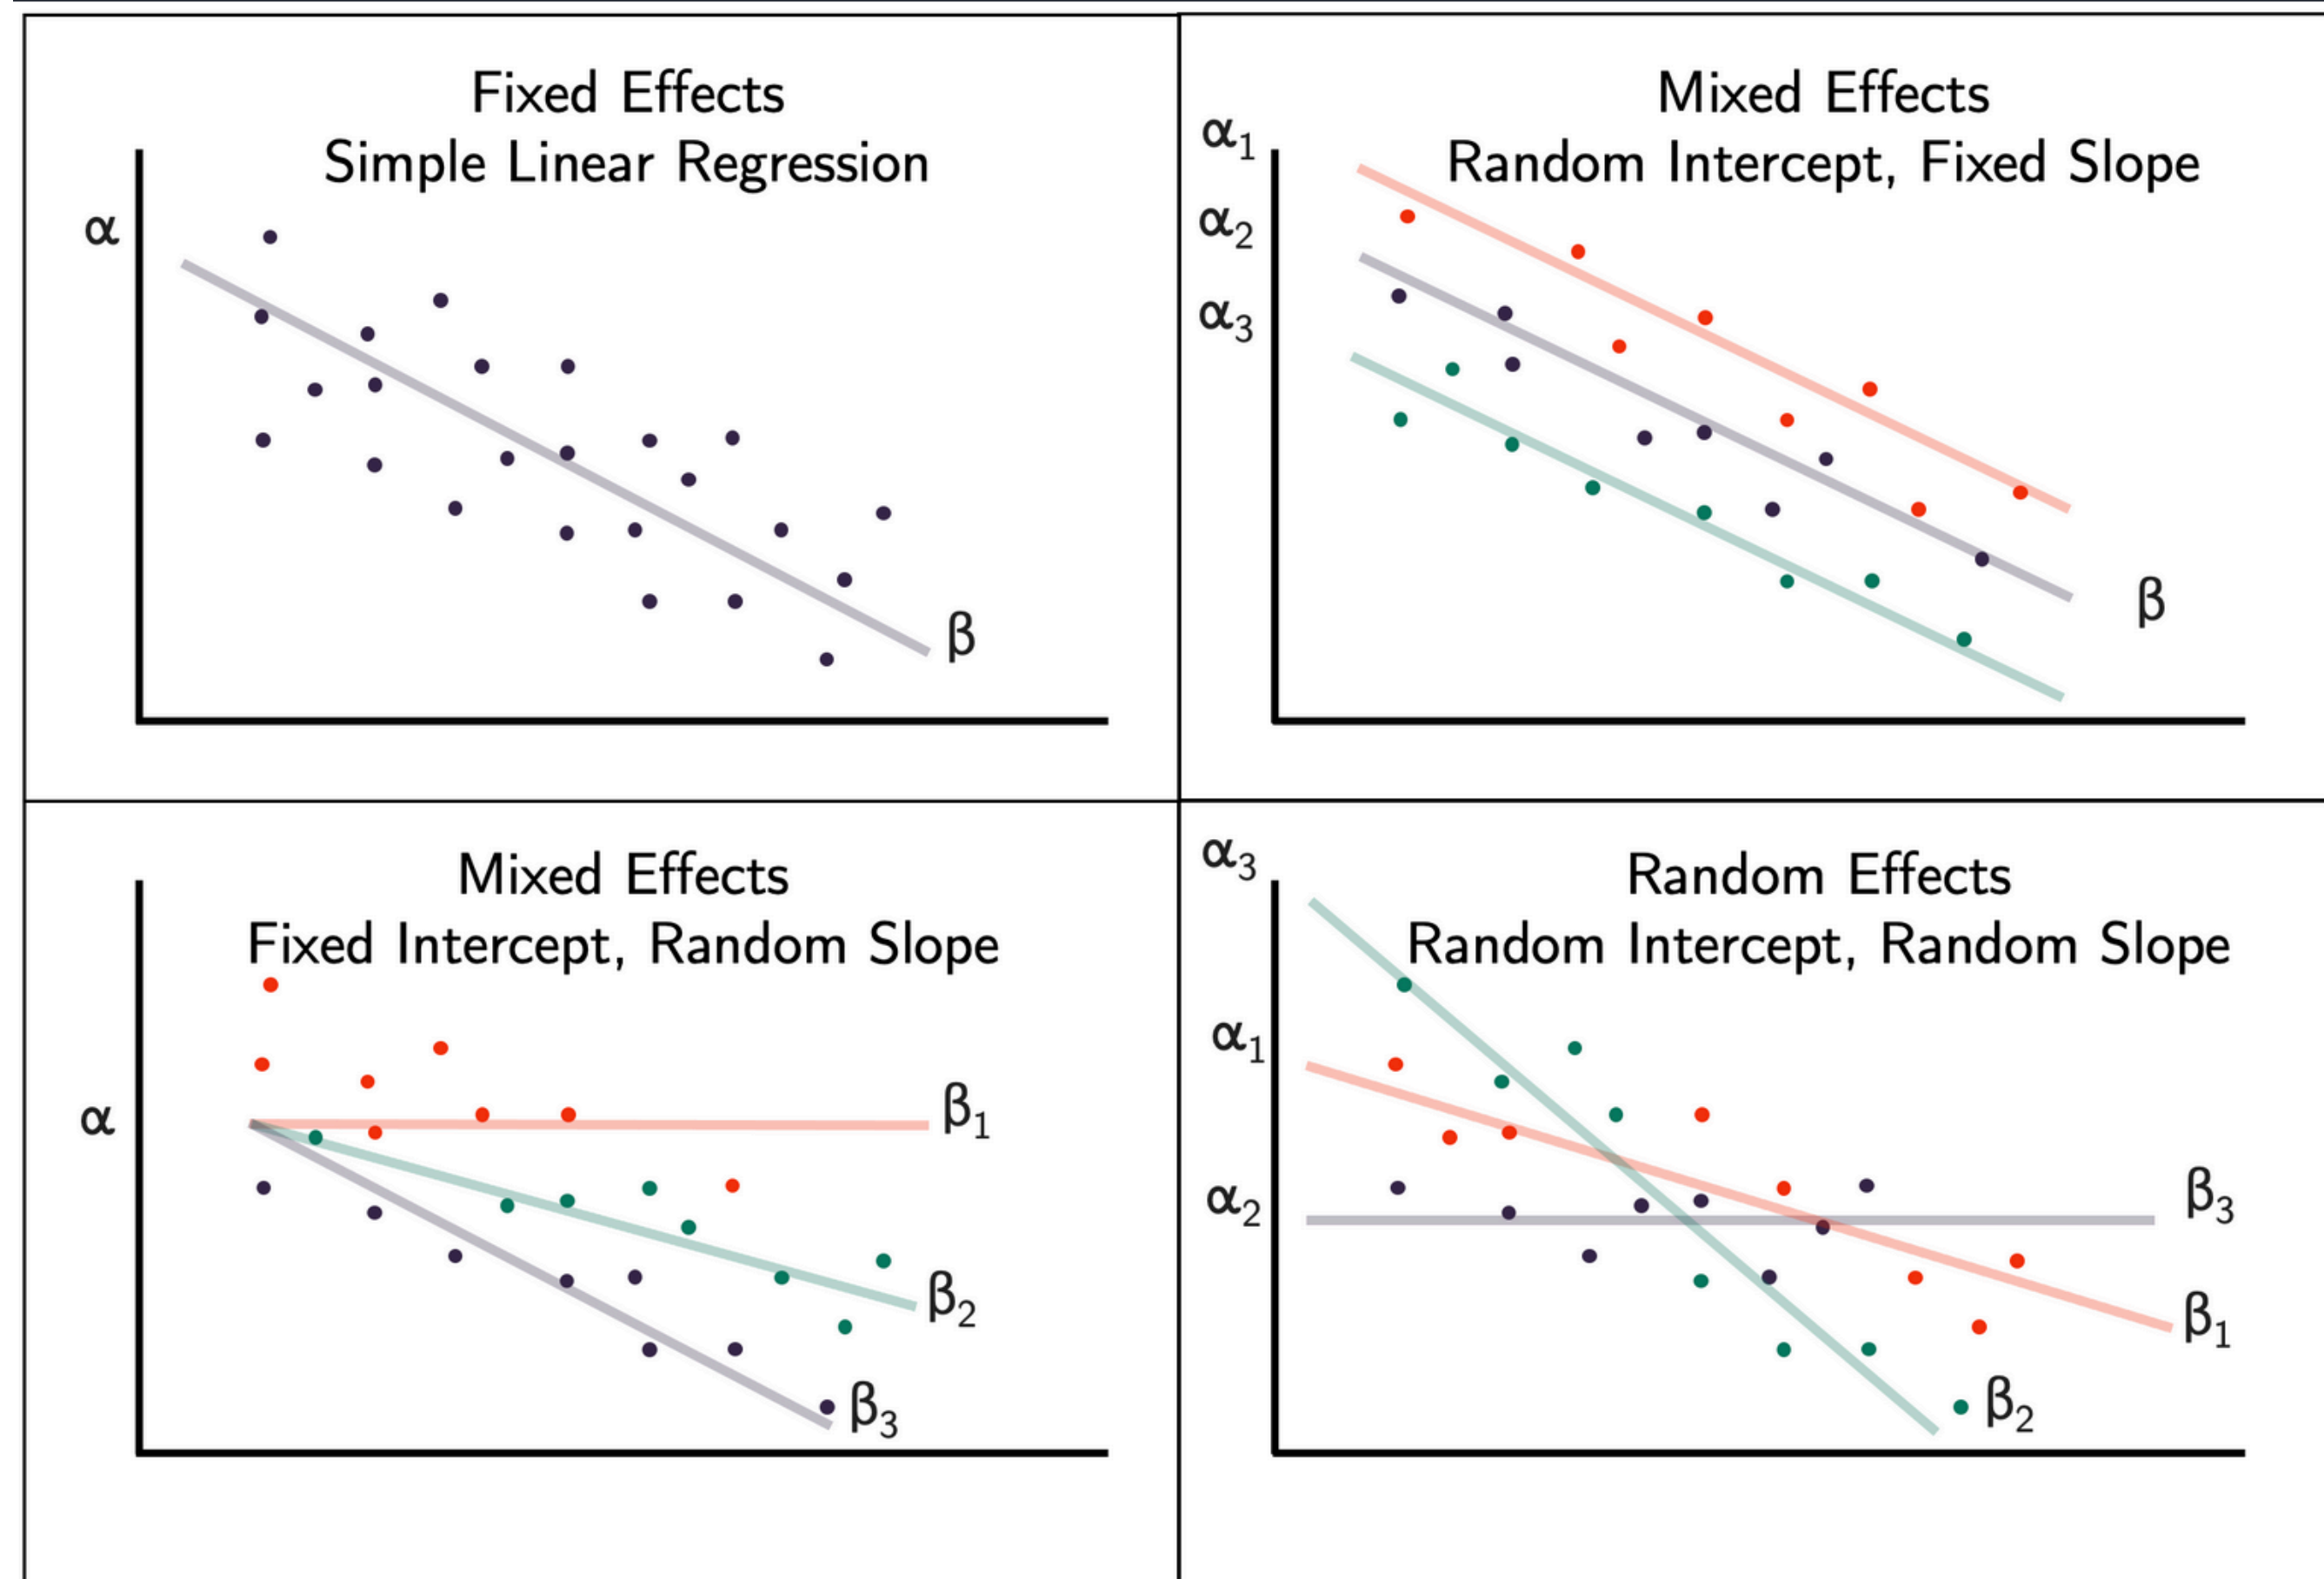 Fixed Effects
Simple Linear Regression
α
β
Mixed Effects
Random Intercept, Fixed Slope
α₁
α₂
α₃
β
Mixed Effects
Fixed Intercept, Random Slope
α
β₁
β₂
β₃
Random Effects
Random Intercept, Random Slope
α₃
α₁
α₂
β₃
β₁
β₂